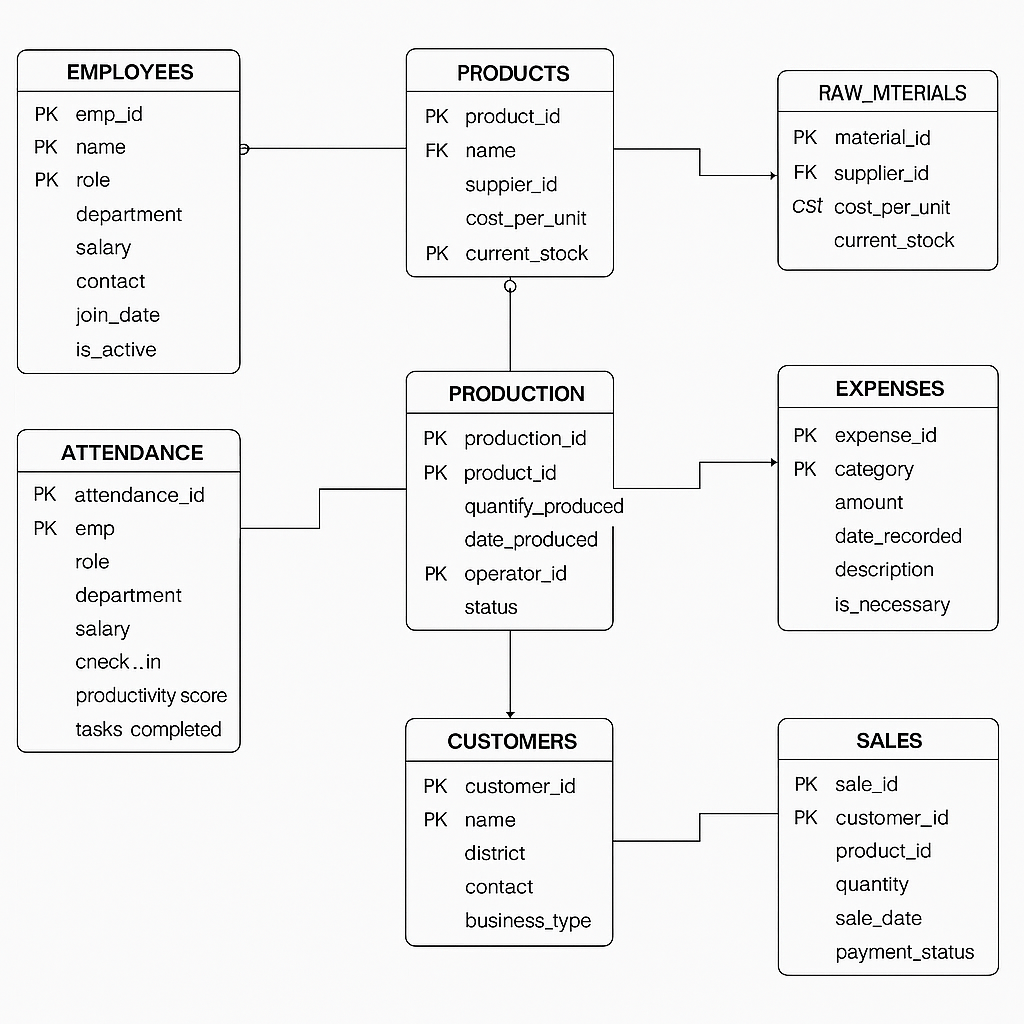 EMPLOYEES
PK emp_id
PK name
PK role
department
salary
contact
join_date
is_active
PRODUCTS
PK product_id
FK name
suppier_id
cost_per_unit
PK current_stock
RAW_MTERIALS
PK material_id
FK supplier_id
CSt cost_per_unit
current_stock
ATTENDANCE
PK attendance_id
PK emp
role
department
salary
cneck..in
productivity score
tasks completed
PRODUCTION
PK production_id
PK product_id
quantify_produced
date_produced
PK operator_id
status
EXPENSES
PK expense_id
PK category
amount
date_recorded
description
is_necessary
CUSTOMERS
PK customer_id
PK name
district
contact
business_type
SALES
PK sale_id
PK customer_id
product_id
quantity
sale_date
payment_status